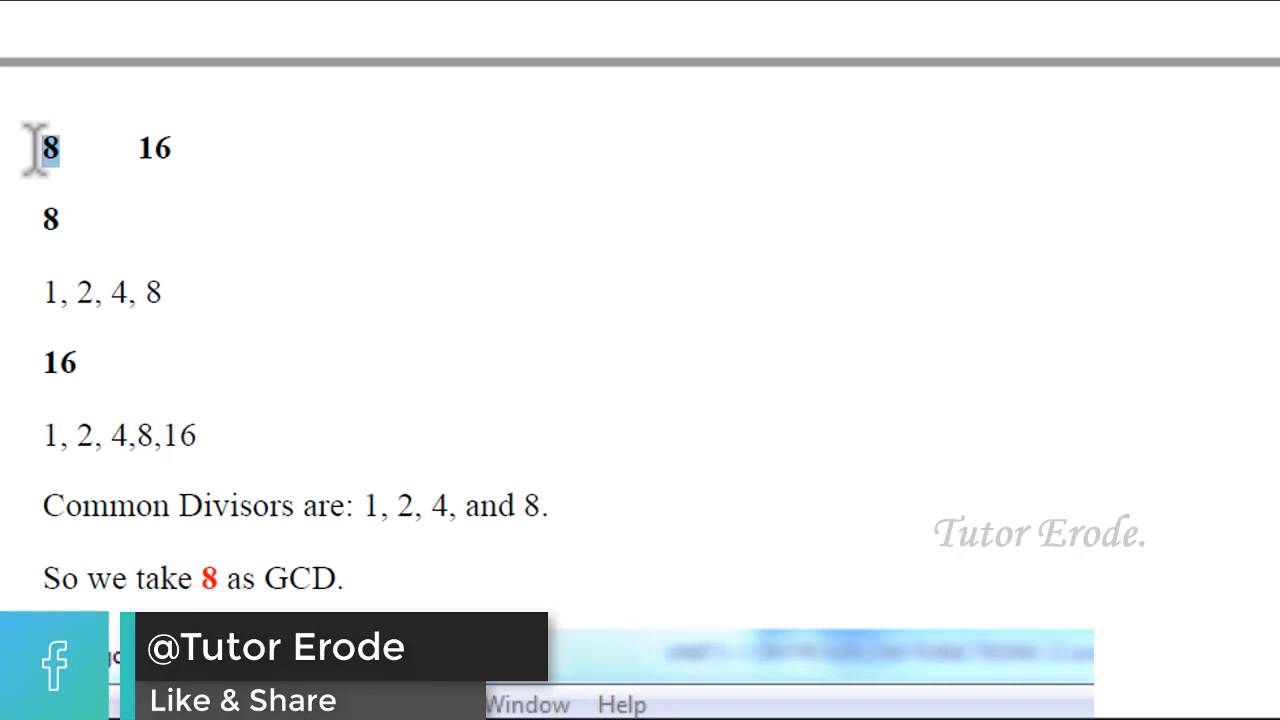 8 16
8
1, 2, 4, 8
16
1, 2, 4,8,16
Common Divisors are: 1, 2, 4, and 8.
So we take 8 as GCD.
Tutor Erode.
@Tutor Erode
Like & Share
Window Help